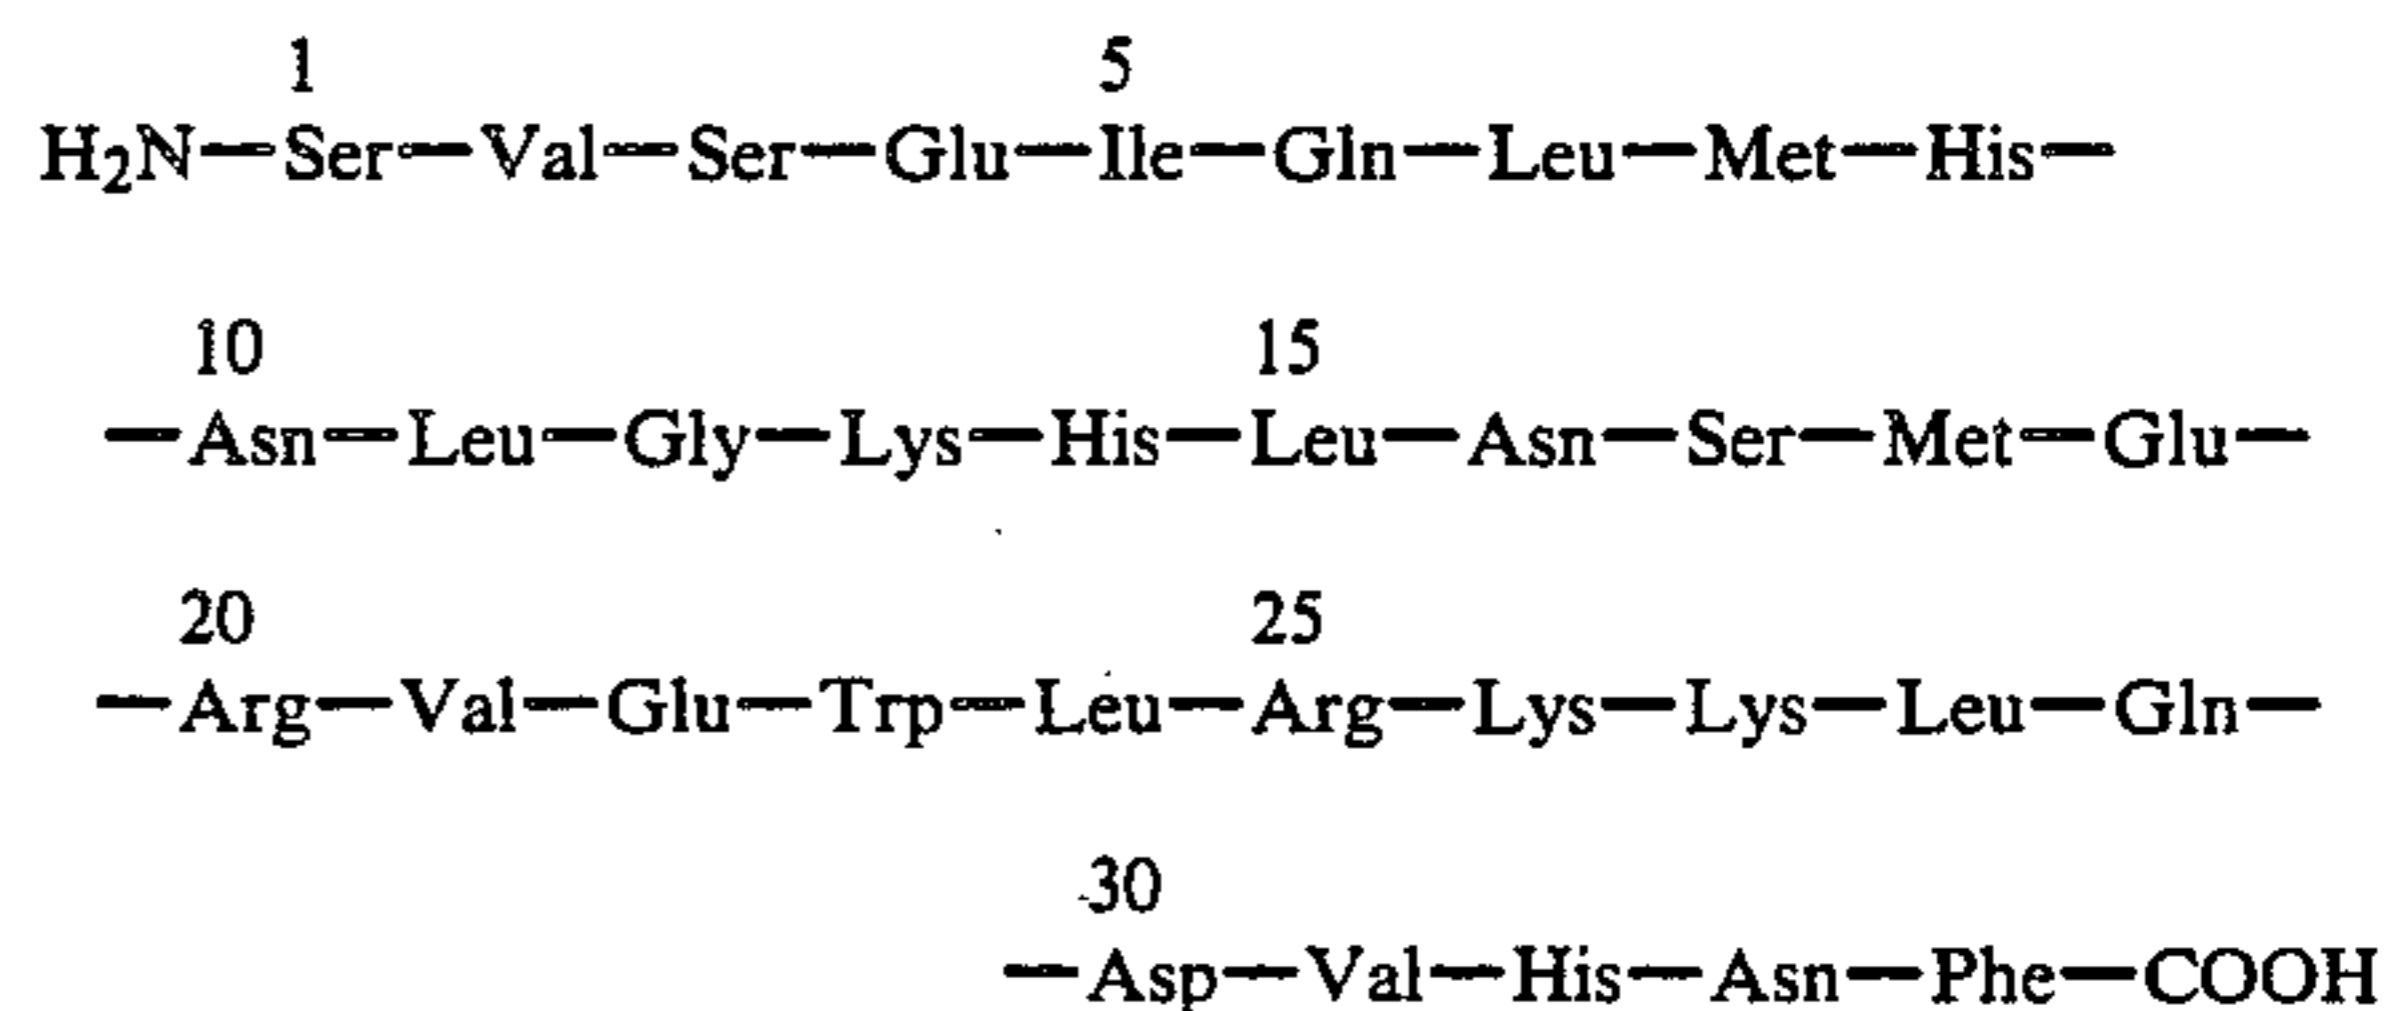 1 5
H₂N—Ser—Val—Ser—Glu—Ile—Gln—Leu—Met—His—
10 15
—Asn—Leu—Gly—Lys—His—Leu—Asn—Ser—Met—Glu—
20 25
—Arg—Val—Glu—Trp—Leu—Arg—Lys—Lys—Leu—Gln—
30
—Asp—Val—His—Asn—Phe—COOH